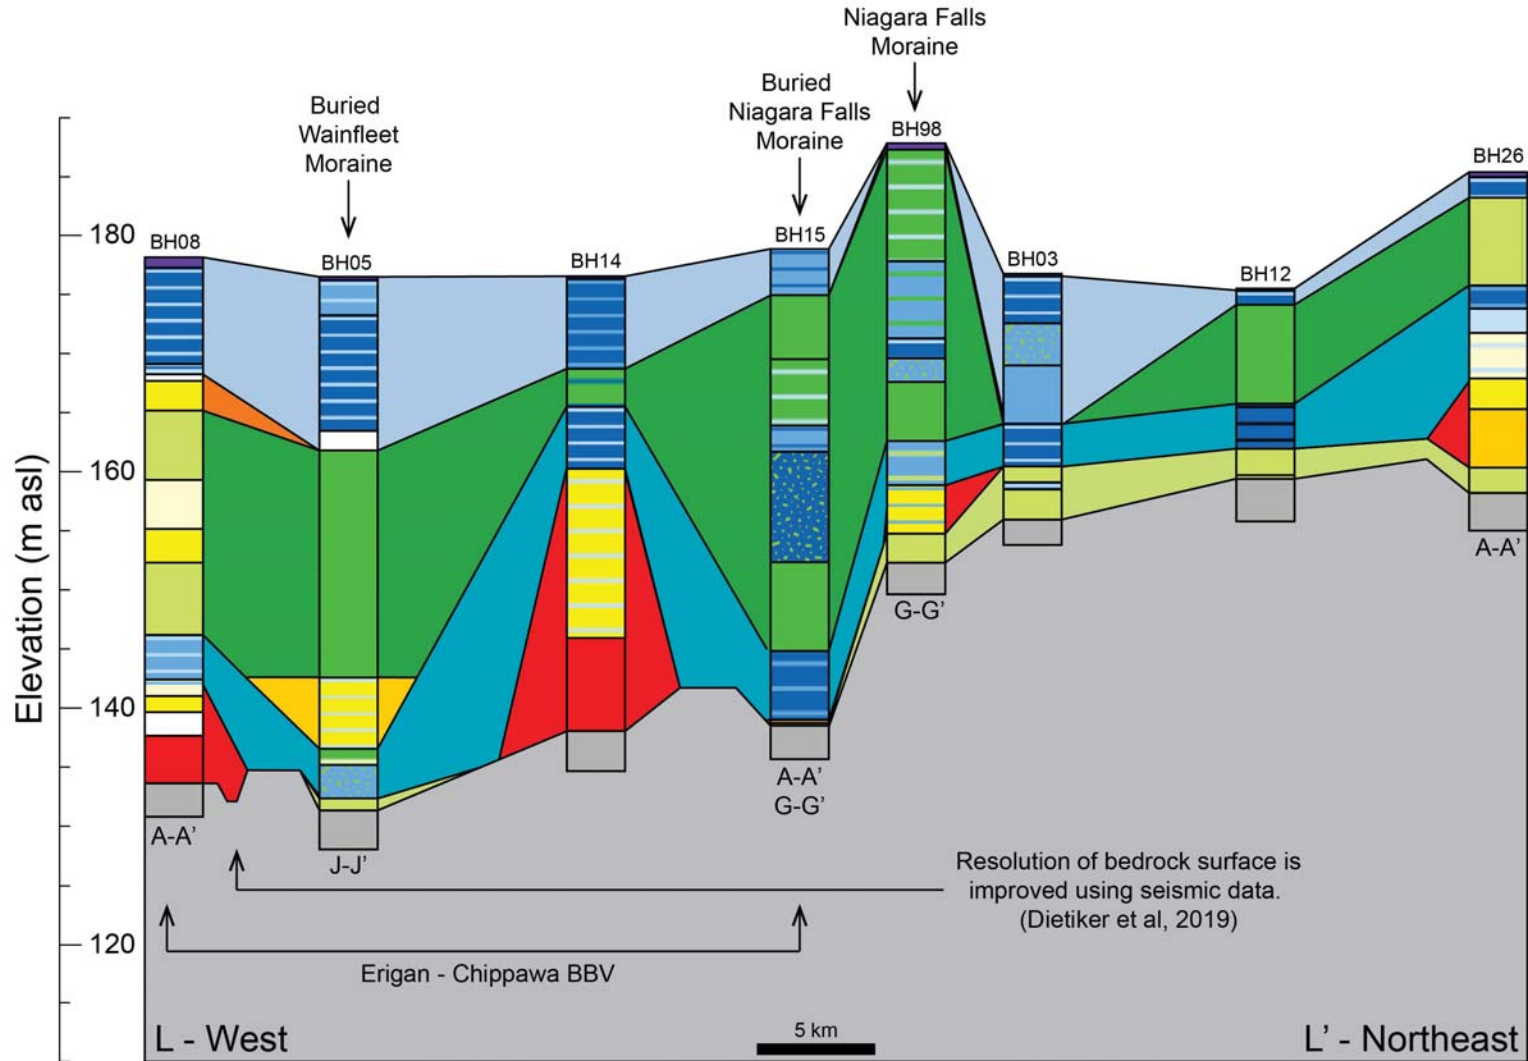 Niagara Falls
Moraine
Buried
Niagara Falls
Moraine
Buried
Wainfleet
Moraine
BH08
BH05
BH14
BH15
BH98
BH03
BH12
BH26
Elevation (m asl)
180
160
140
120
A-A’
J-J’
A-A’
G-G’
G-G’
A-A’
Resolution of bedrock surface is
improved using seismic data.
(Dietiker et al, 2019)
Erigan - Chippawa BBV
L - West
5 km
L’ - Northeast